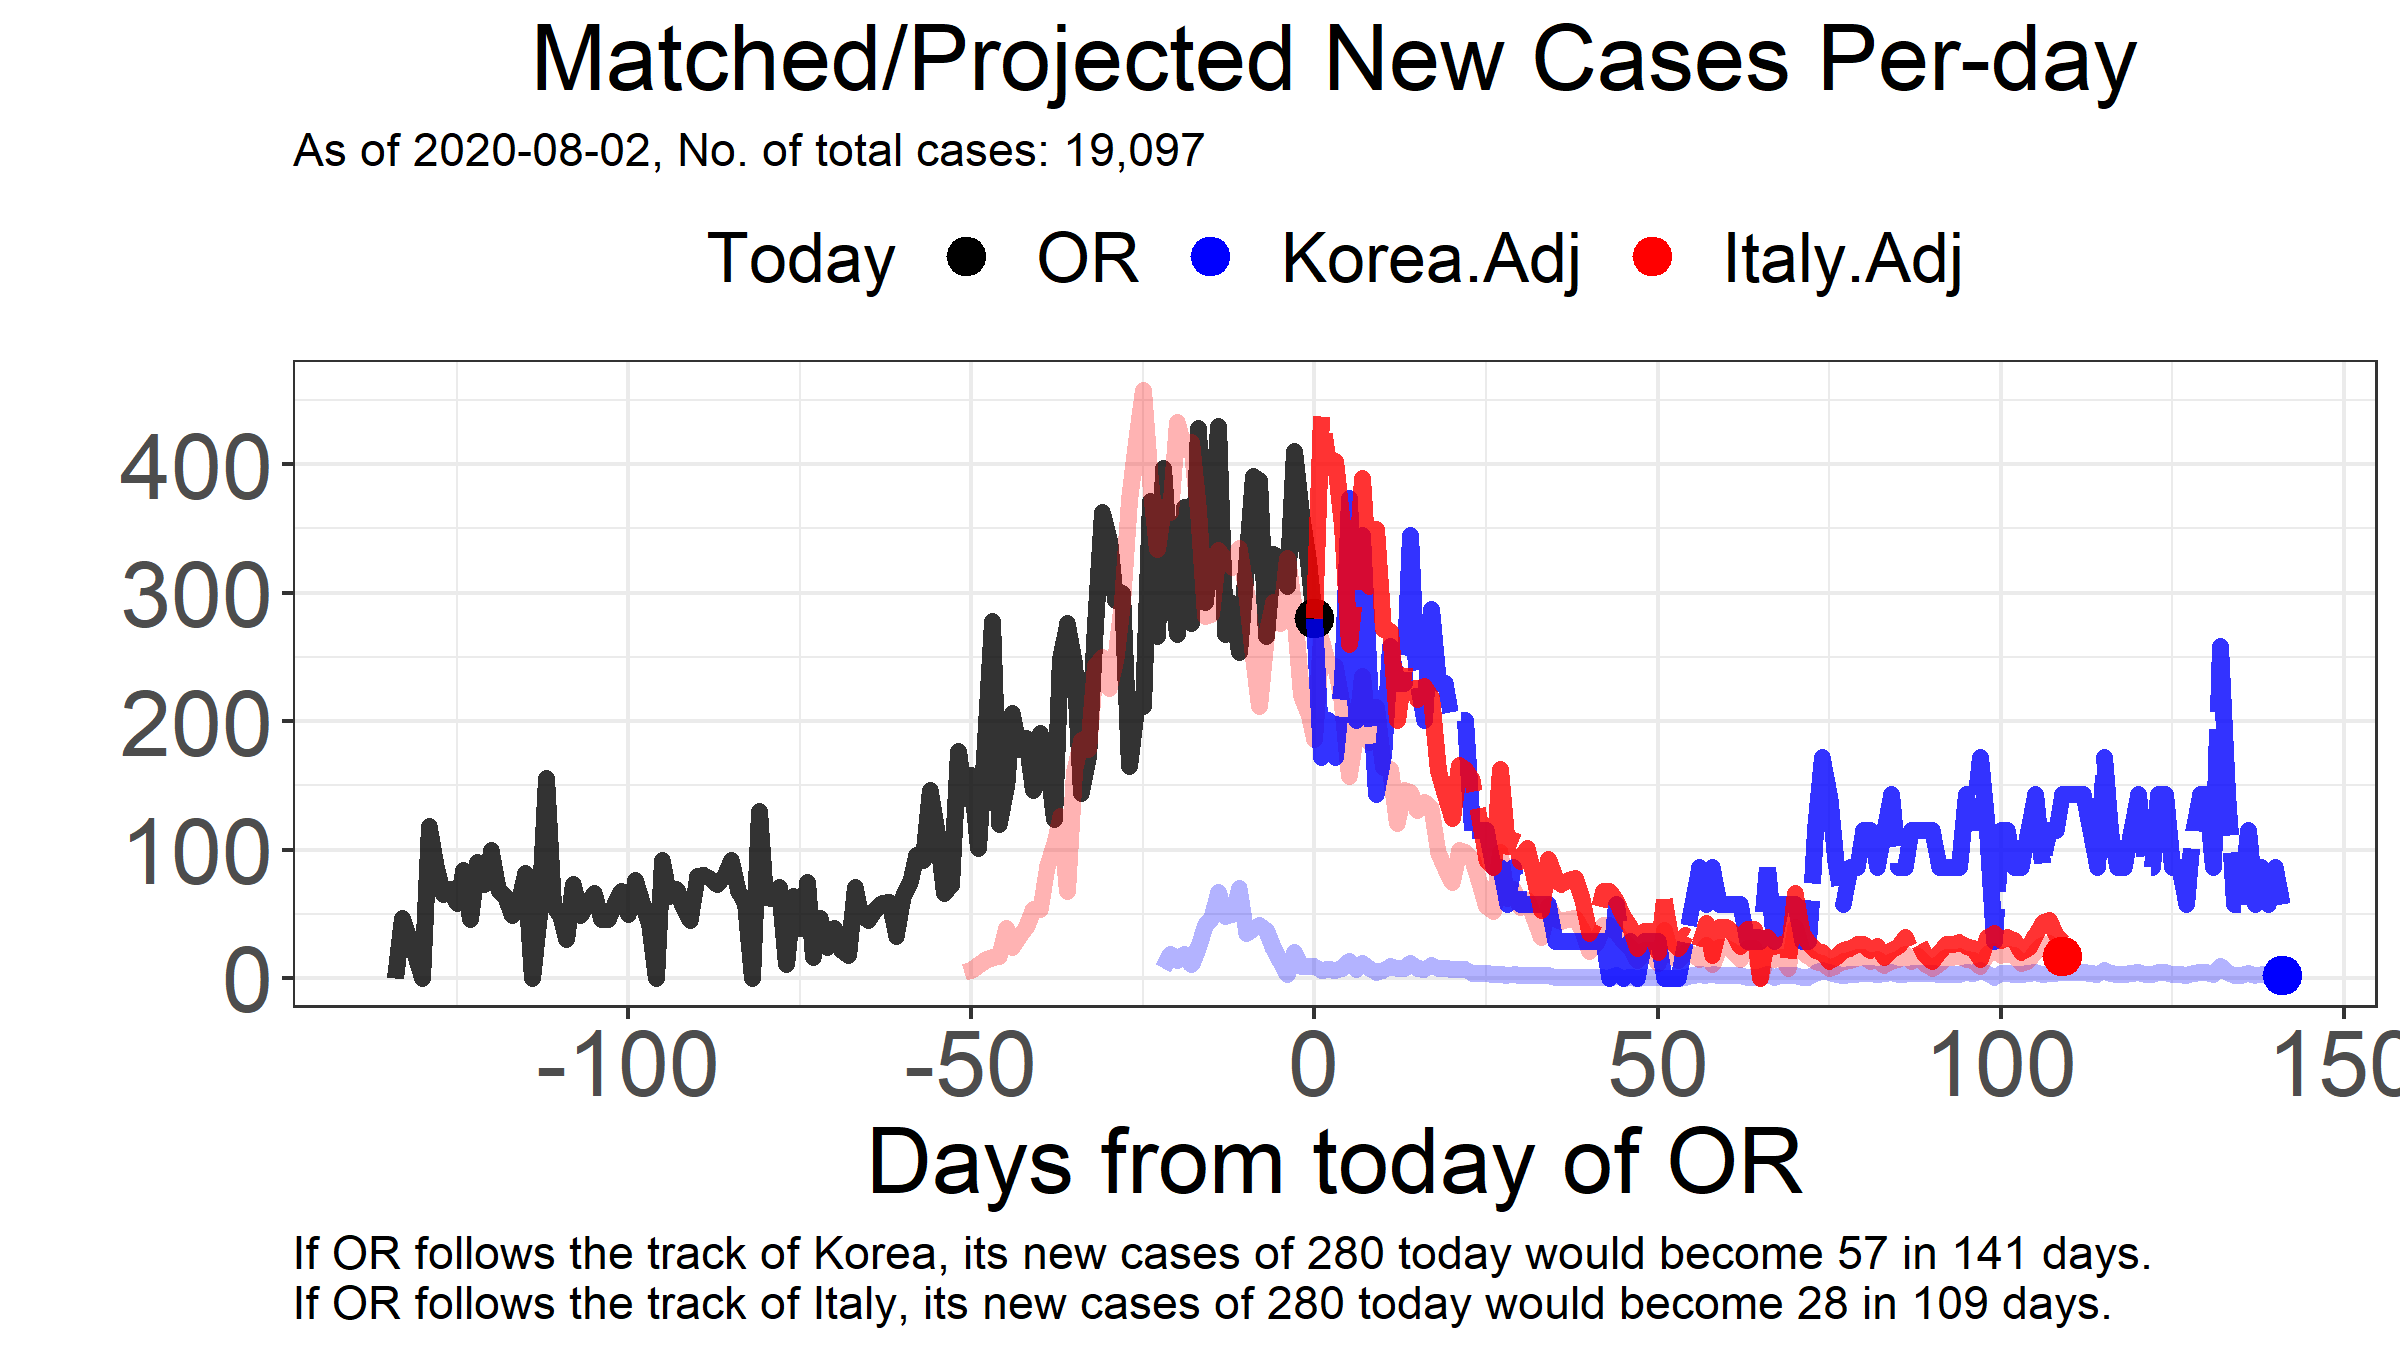 Matched/Projected New Cases Per-day
As of 2020-08-02, No. of total cases: 19,097
Today OR Korea.Adj Italy.Adj
400
300
200
100
0
-100 -50 0 50 100 150
Days from today of OR
If OR follows the track of Korea, its new cases of 280 today would become 57 in 141 days.
If OR follows the track of Italy, its new cases of 280 today would become 28 in 109 days.